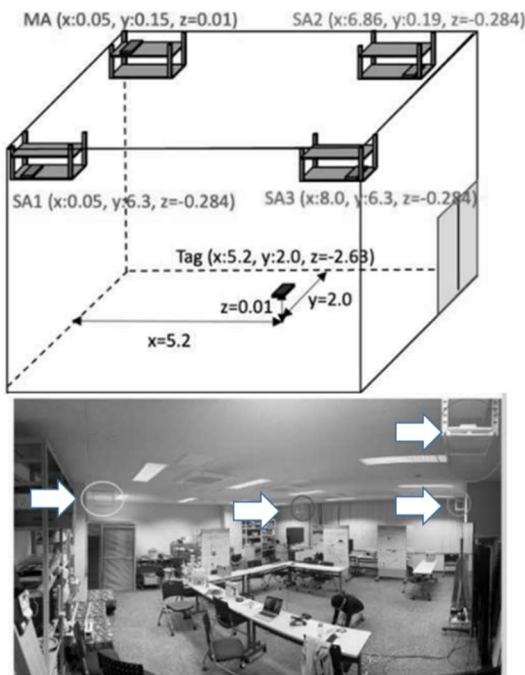 MA (x:0.05, y:0.15, z=0.01)
SA2 (x:6.86, y:0.19, z=-0.284)
SA1 (x:0.05, y:6.3, z=-0.284)
SA3 (x:8.0, y:6.3, z=-0.284)
Tag (x:5.2, y:2.0, z=-2.63)
z=0.01
y=2.0
x=5.2